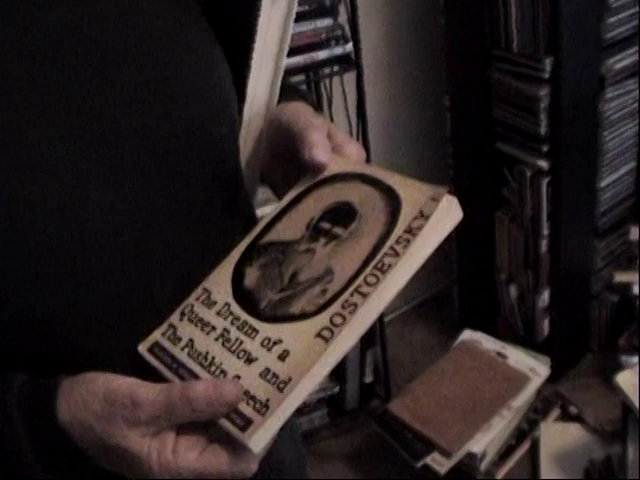 DOSTOEVSKY
The Dream of a
Queer Fellow and
The Pushkin Speech